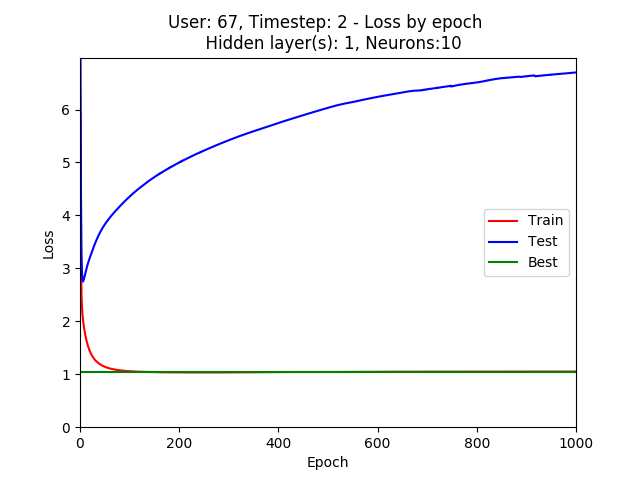 User: 67, Timestep: 2 - Loss by epoch
Hidden layer(s): 1, Neurons:10
Loss
6
5
4
3
2
1
0
Train
Test
Best
0 200 400 600 800 1000
Epoch